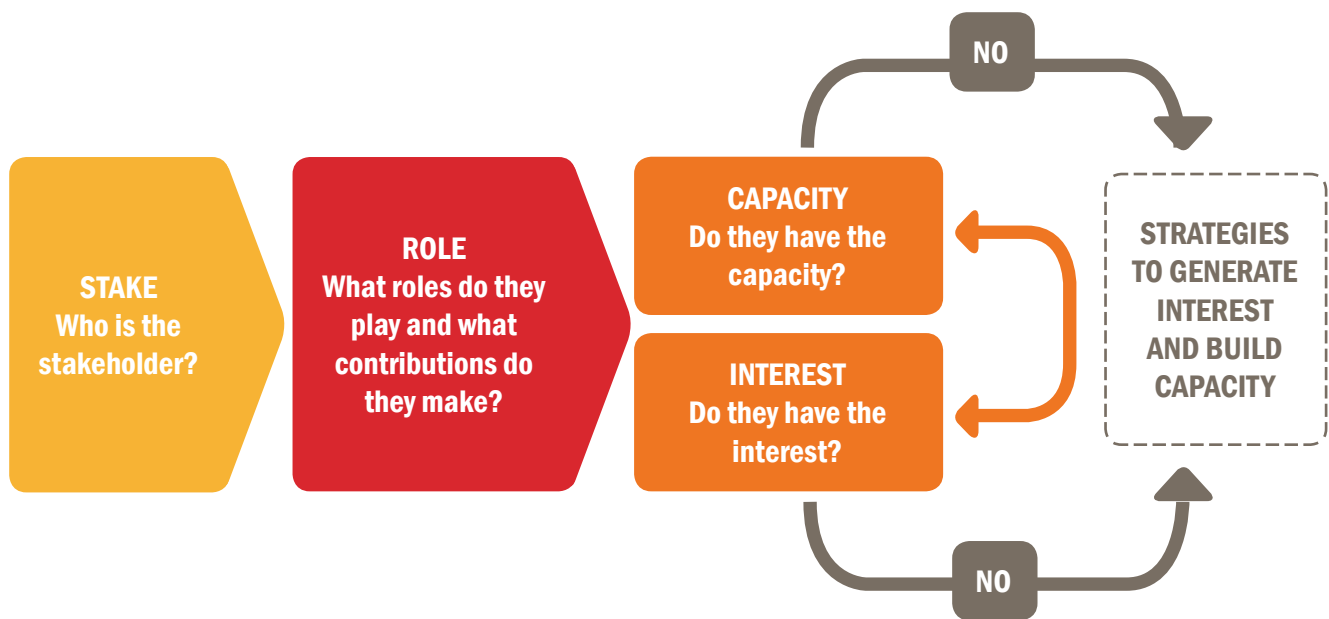 STAKE
Who is the
stakeholder?
ROLE
What roles do they
play and what
contributions do
they make?
CAPACITY
Do they have the
capacity?
INTEREST
Do they have the
interest?
NO
NO
STRATEGIES
TO GENERATE
INTEREST
AND BUILD
CAPACITY